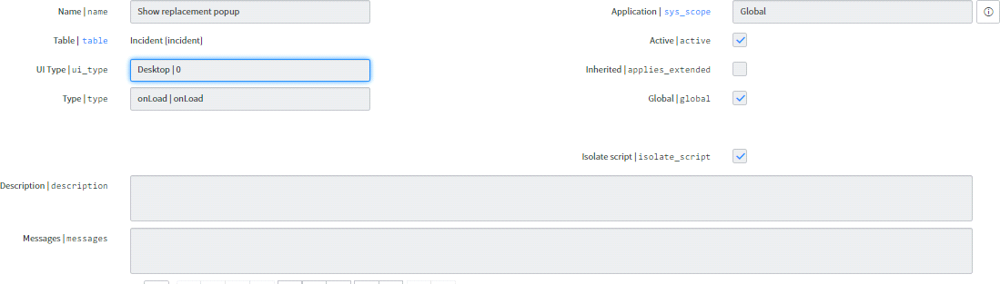 Name | name Show replacement popup Application | sys_scope Global
Table | table Incident [incident] Active | active
UI Type | ui_type Desktop | 0 Inherited | applies_extended
Type | type onLoad | onLoad Global | global
Isolate script | isolate_script
Description | description
Messages | messages